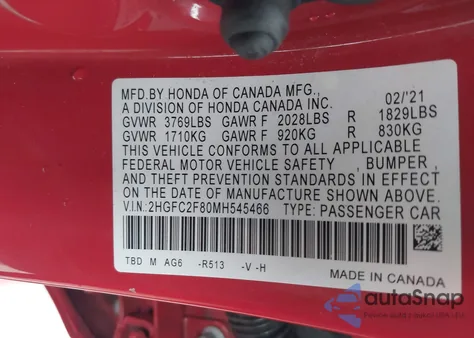 MFD.BY HONDA OF CANADA MFG.,
A DIVISION OF HONDA CANADA INC. 02/'21
GVWR 3769LBS GAWR F 2028LBS R 1829LBS
GVWR 1710KG GAWR F 920KG R 830KG
THIS VEHICLE CONFORMS TO ALL APPLICABLE
FEDERAL MOTOR VEHICLE SAFETY , BUMPER ,
AND THEFT PREVENTION STANDARDS IN EFFECT
ON THE DATE OF MANUFACTURE SHOWN ABOVE.
V.I.N:2HGFC2F80MH545466 TYPE: PASSENGER CAR
TBD M AG6 -R513 -V -H
MADE IN CANADA
autoSnap